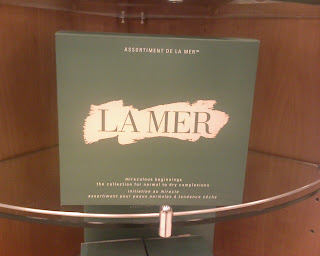 ASSORTIMENT DE LA MER™
LA MER
miraculous beginnings
the collection for normal to dry complexions
initiation au miracle
assortiment pour peaux normales à tendance sèche